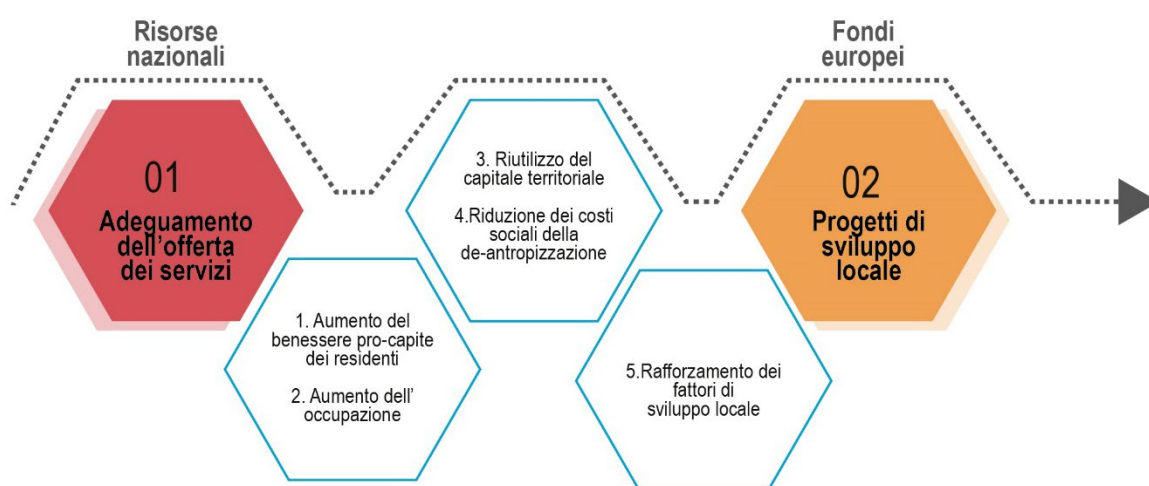 Risorse
nazionali
Fondi
europei
01
Adeguamento
dell'offerta
dei servizi
1. Aumento del
benessere pro-capite
dei residenti
2. Aumento dell'
occupazione
3. Riutilizzo del
capitale territoriale
4.Riduzione dei costi
sociali della
de-antropizzazione
5.Rafforzamento dei
fattori di
sviluppo locale
02
Progetti di
sviluppo
locale